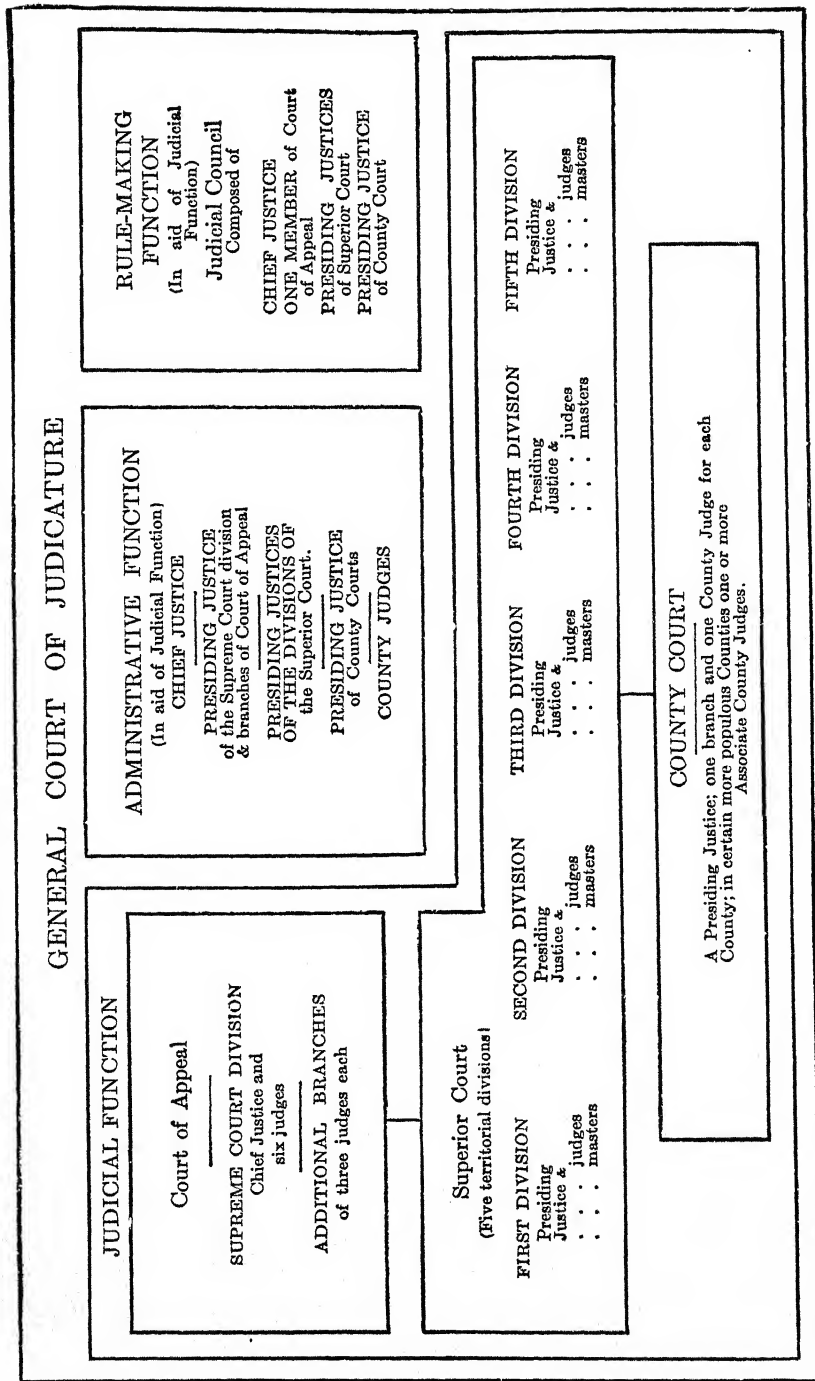 GENERAL COURT OF JUDICATURE
JUDICIAL FUNCTION
Court of Appeal
SUPREME COURT DIVISION
Chief Justice and
six judges
ADDITIONAL BRANCHES
of three judges each
ADMINISTRATIVE FUNCTION
(In aid of Judicial Function)
CHIEF JUSTICE
PRESIDING JUSTICE
of the Supreme Court division
& branches of Court of Appeal
PRESIDING JUSTICES
OF THE DIVISIONS OF
the Superior Court.
PRESIDING JUSTICE
of County Courts
COUNTY JUDGES
RULE-MAKING
FUNCTION
(In aid of Judicial
Function)
Judicial Council
Composed of
CHIEF JUSTICE
ONE MEMBER of Court
of Appeal
PRESIDING JUSTICES
of Superior Court
PRESIDING JUSTICE
of County Court
Superior Court
(Five territorial divisions)
FIRST DIVISION
Presiding
Justice &
. . . judges
. . . masters
SECOND DIVISION
Presiding
Justice &
. . . judges
. . . masters
THIRD DIVISION
Presiding
Justice &
. . . judges
. . . masters
FOURTH DIVISION
Presiding
Justice &
. . . judges
. . . masters
FIFTH DIVISION
Presiding
Justice &
. . . judges
. . . masters
COUNTY COURT
A Presiding Justice; one branch and one County Judge for each
County; in certain more populous Counties one or more
Associate County Judges.